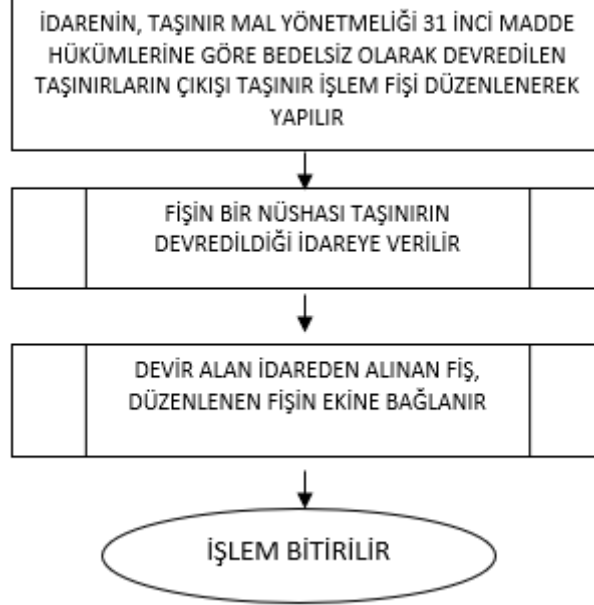 İDARENİN, TAŞINIR MAL YÖNETMELİĞİ 31 İNCİ MADDE
HÜKÜMLERİNE GÖRE BEDELSİZ OLARAK DEVREDİLEN
TAŞINIRLARIN ÇIKIŞI TAŞINIR İŞLEM FİŞİ DÜZENLENEREK
YAPILIR
FİŞİN BİR NÜSHASI TAŞINIRIN
DEVREDİLDİĞİ İDAREYE VERİLİR
DEVİR ALAN İDAREDEN ALINAN FİŞ,
DÜZENLENEN FİŞİN EKİNE BAĞLANIR
İŞLEM BİTİRİLİR